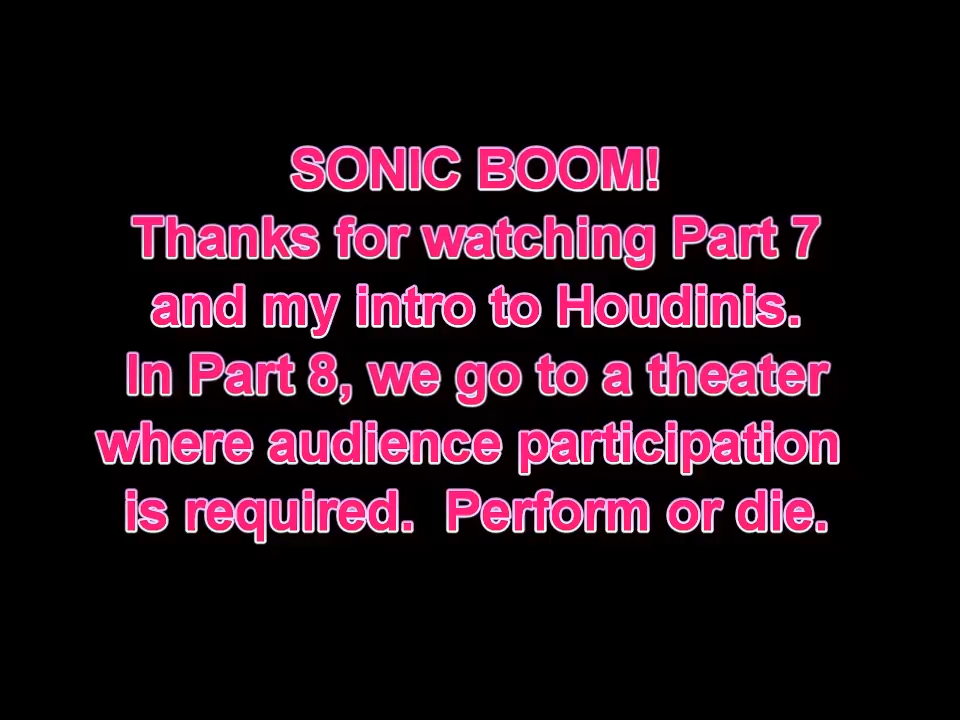 SONIC BOOM!
Thanks for watching Part 7
and my intro to Houdinis.
In Part 8, we go to a theater
where audience participation
is required.  Perform or die.